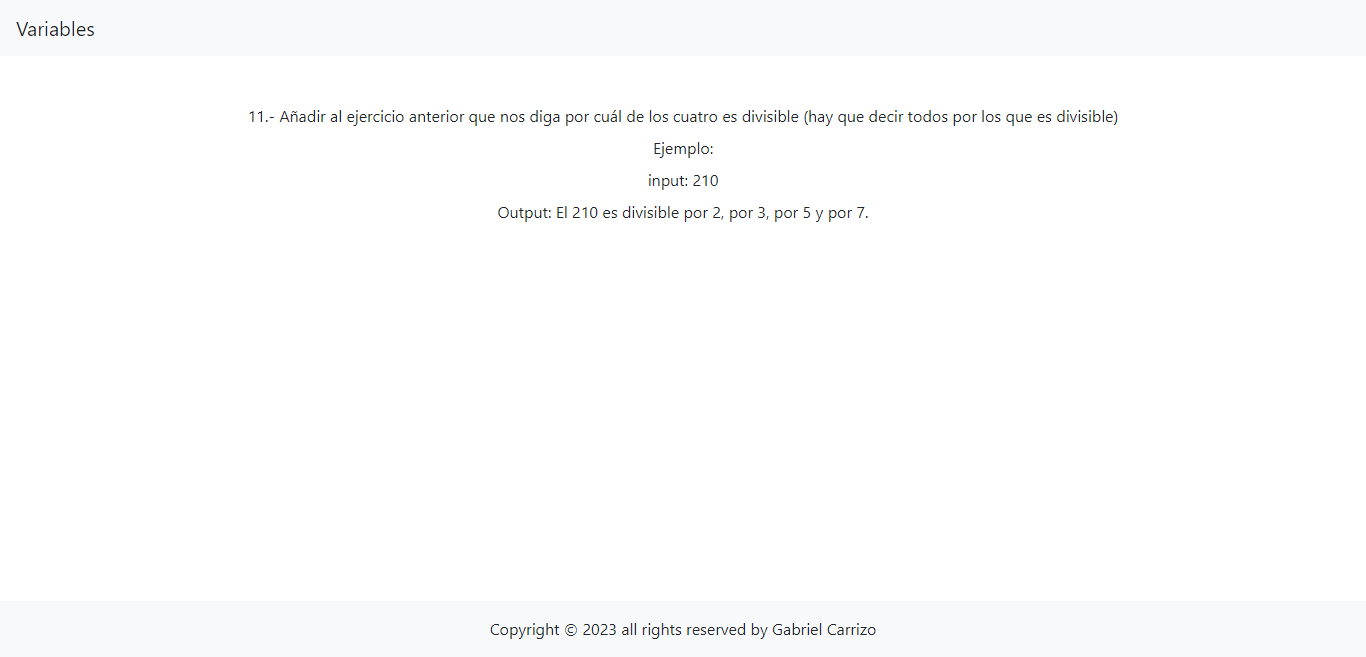 Variables
11.- Añadir al ejercicio anterior que nos diga por cuál de los cuatro es divisible (hay que decir todos por los que es divisible)
Ejemplo:
input: 210
Output: El 210 es divisible por 2, por 3, por 5 y por 7.
Copyright © 2023 all rights reserved by Gabriel Carrizo